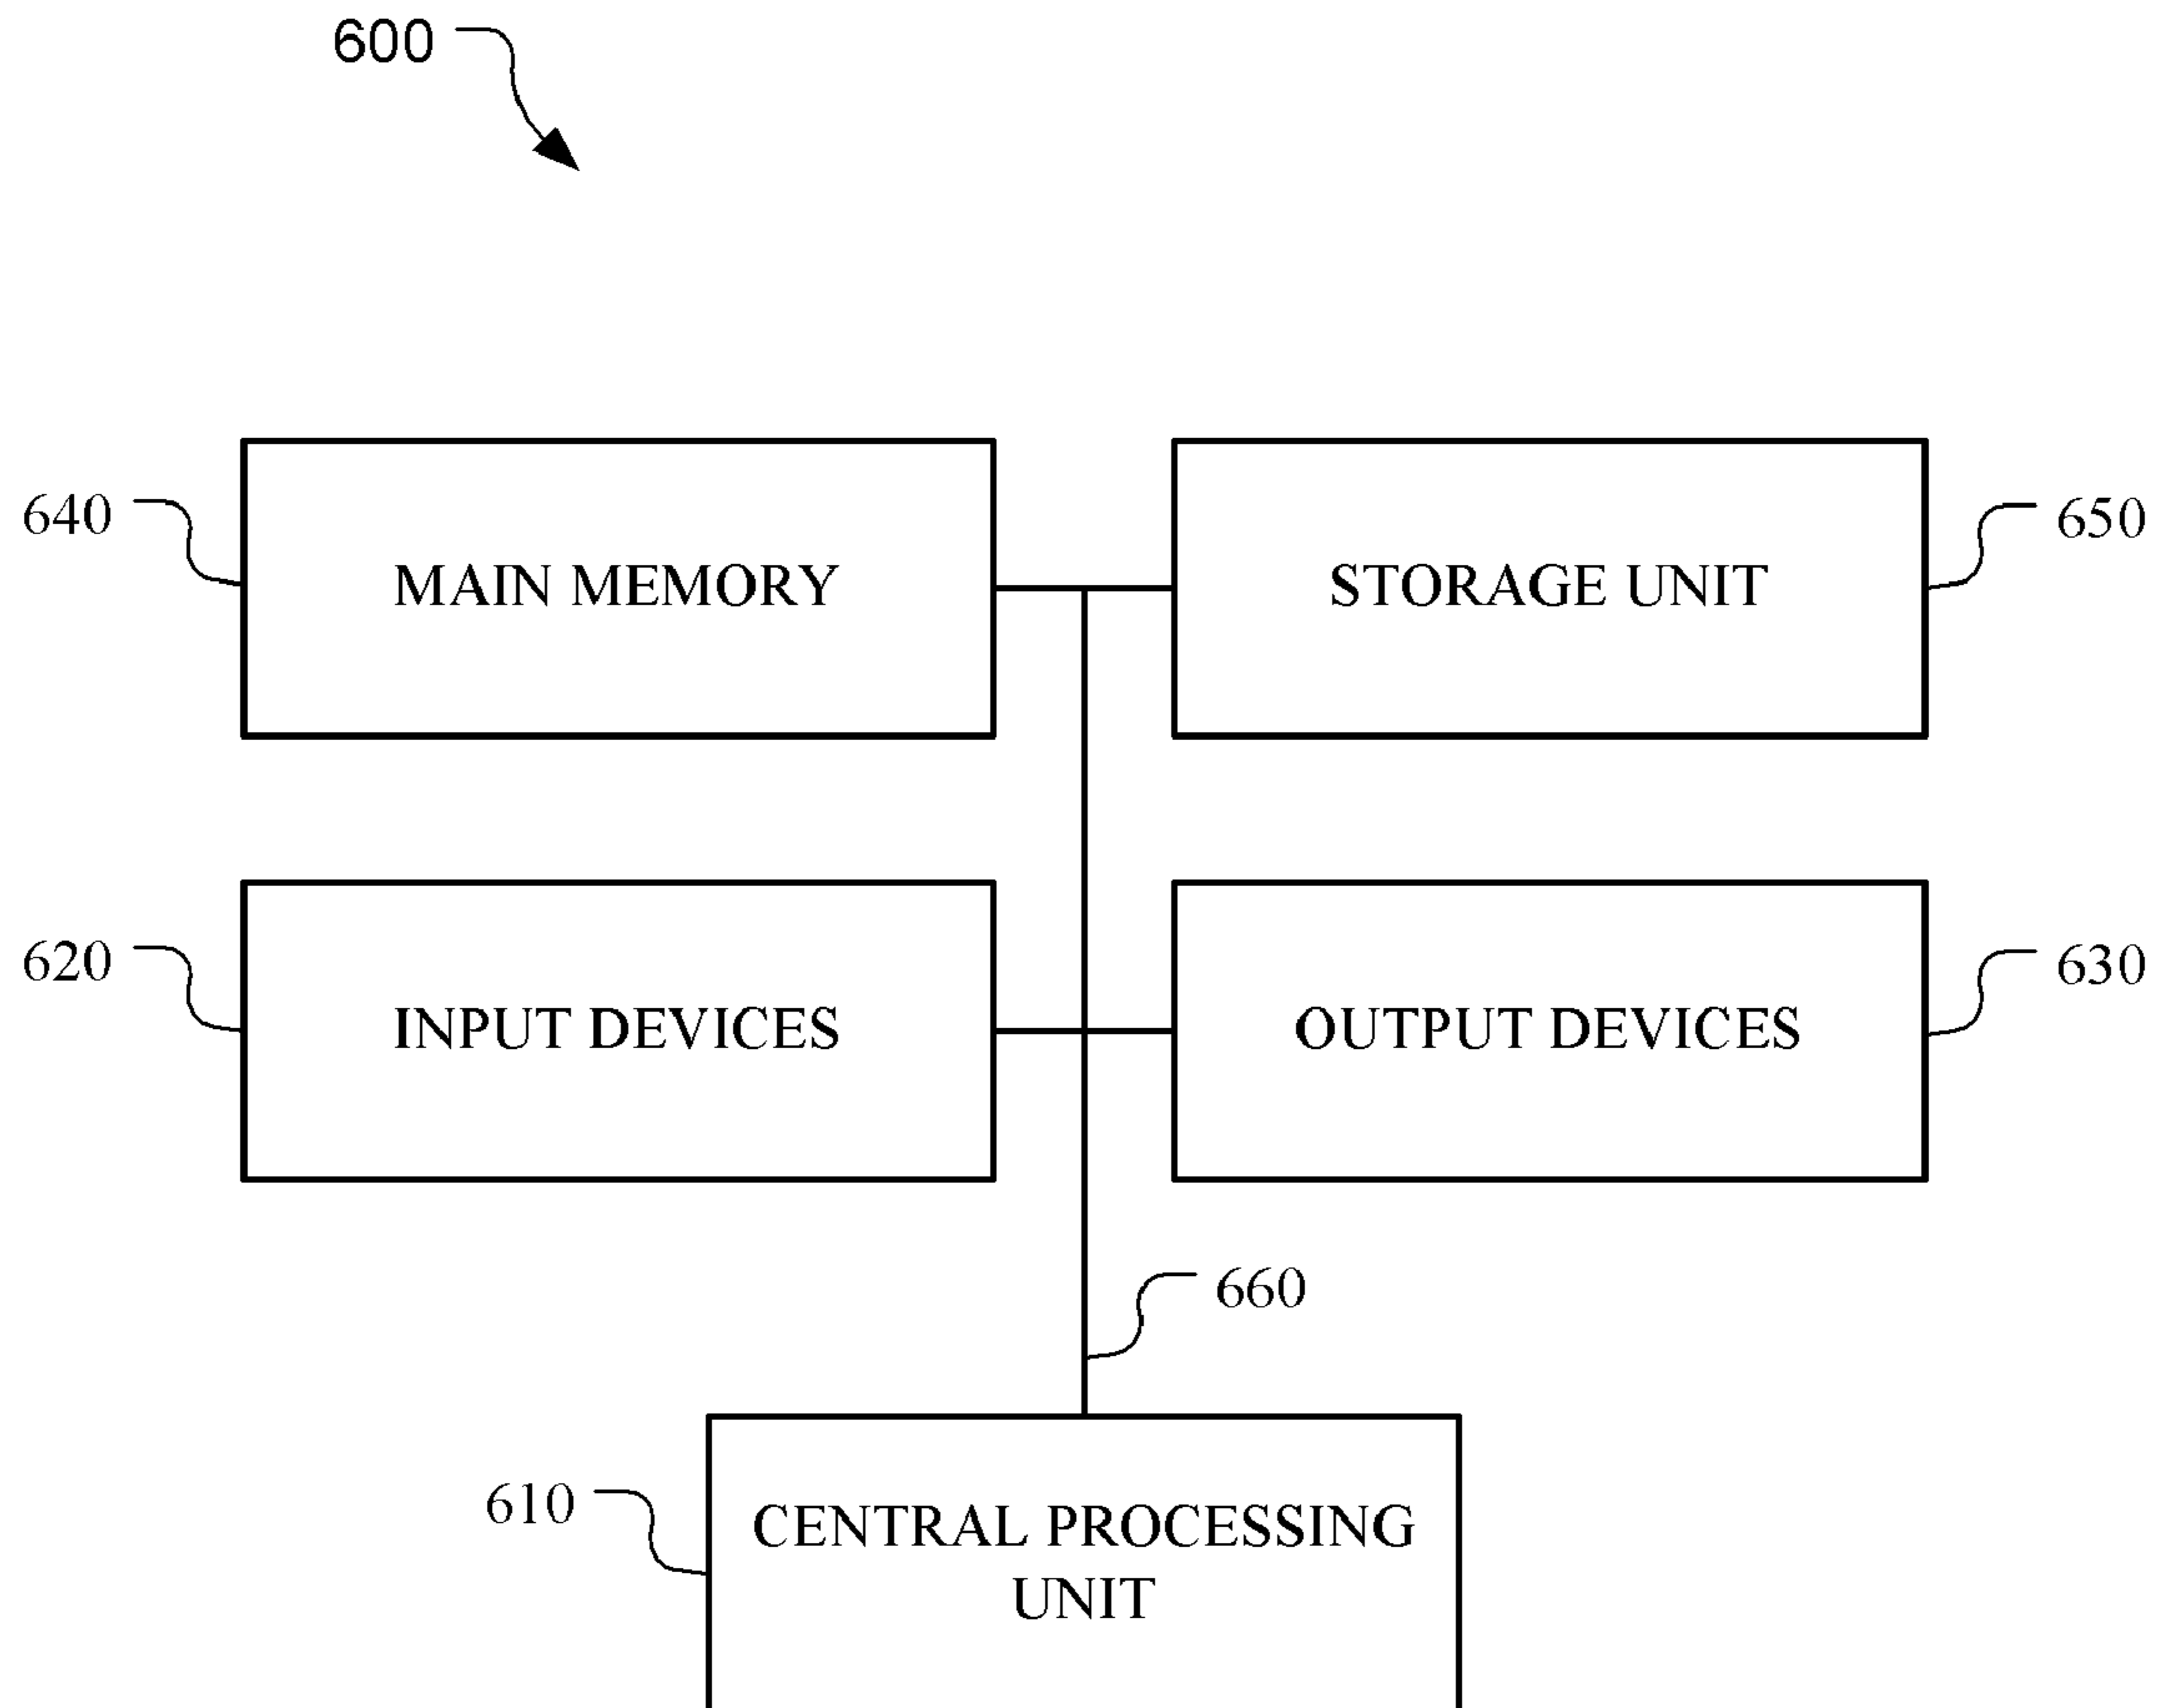 600
640
MAIN MEMORY
STORAGE UNIT
650
620
INPUT DEVICES
OUTPUT DEVICES
630
660
610
CENTRAL PROCESSING
UNIT